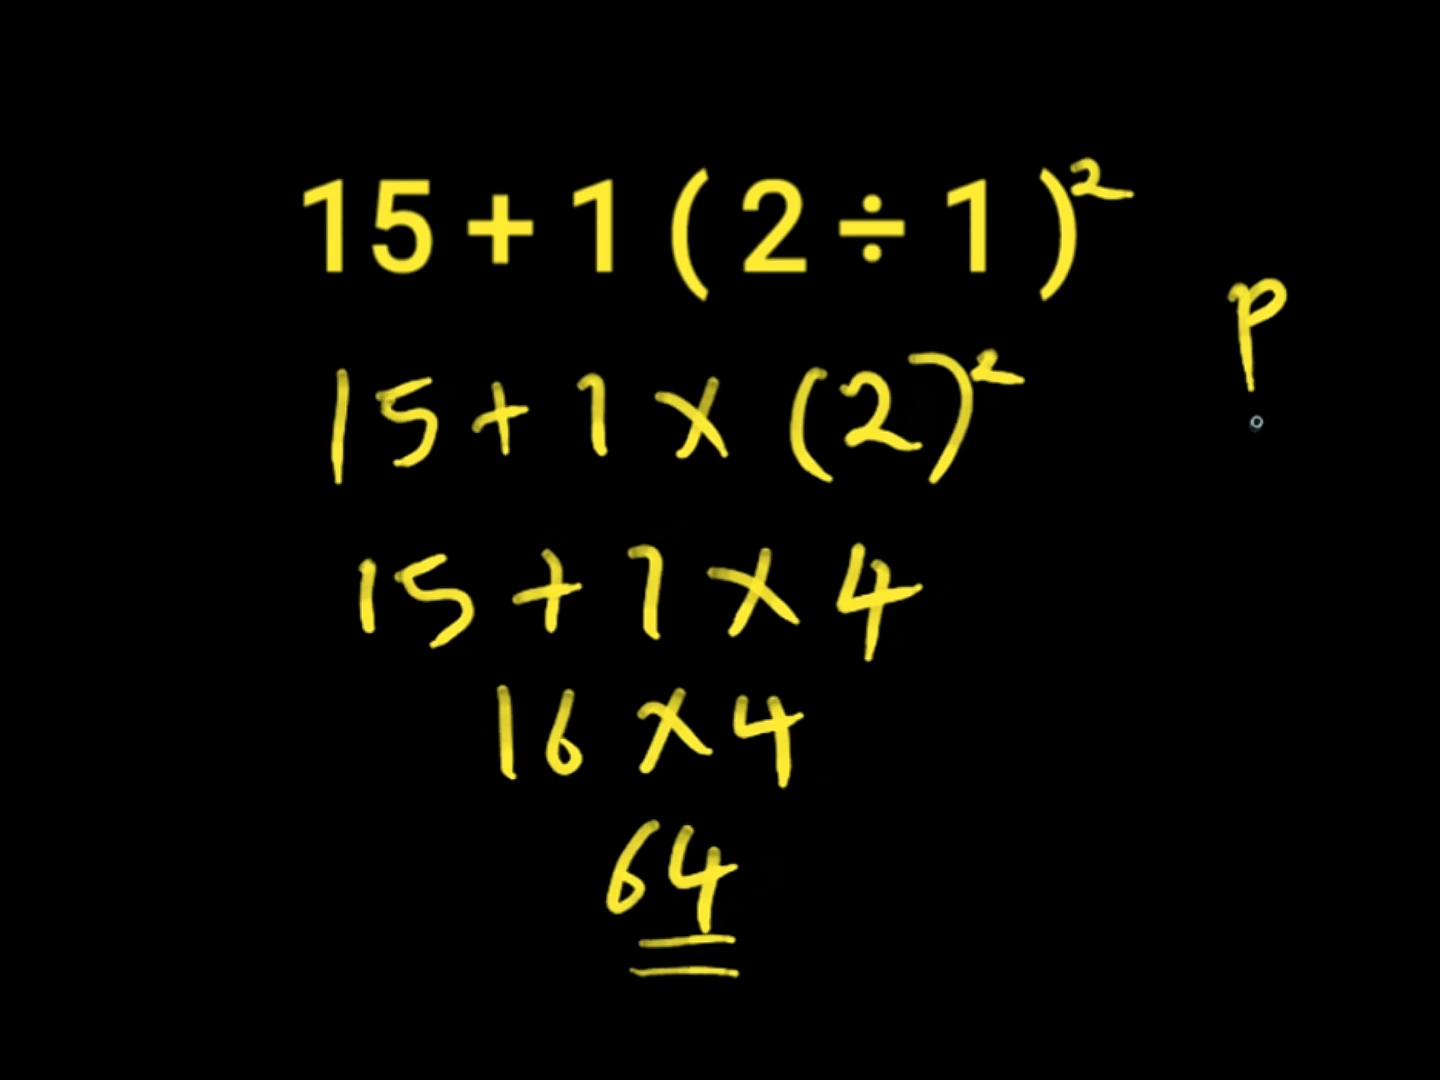 15 + 1 ( 2 ÷ 1 )²
P
15 + 1 × (2)²
15 + 1 × 4
16 × 4
64